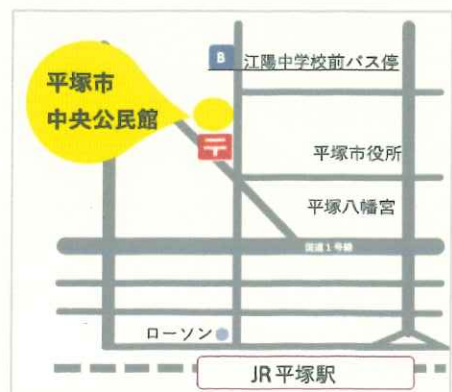 B 江陽中学校前バス停
平塚市
中央公民館
〒
平塚市役所
平塚八幡宮
国道1号線
ローソン
JR平塚駅